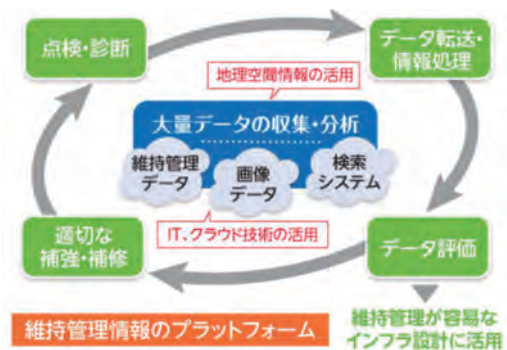 点検・診断
データ転送・
情報処理
地理空間情報の活用
大量データの収集・分析
維持管理
データ
画像
データ
検索
システム
IT、クラウド技術の活用
適切な
補強・補修
データ評価
維持管理情報のプラットフォーム
維持管理が容易な
インフラ設計に活用